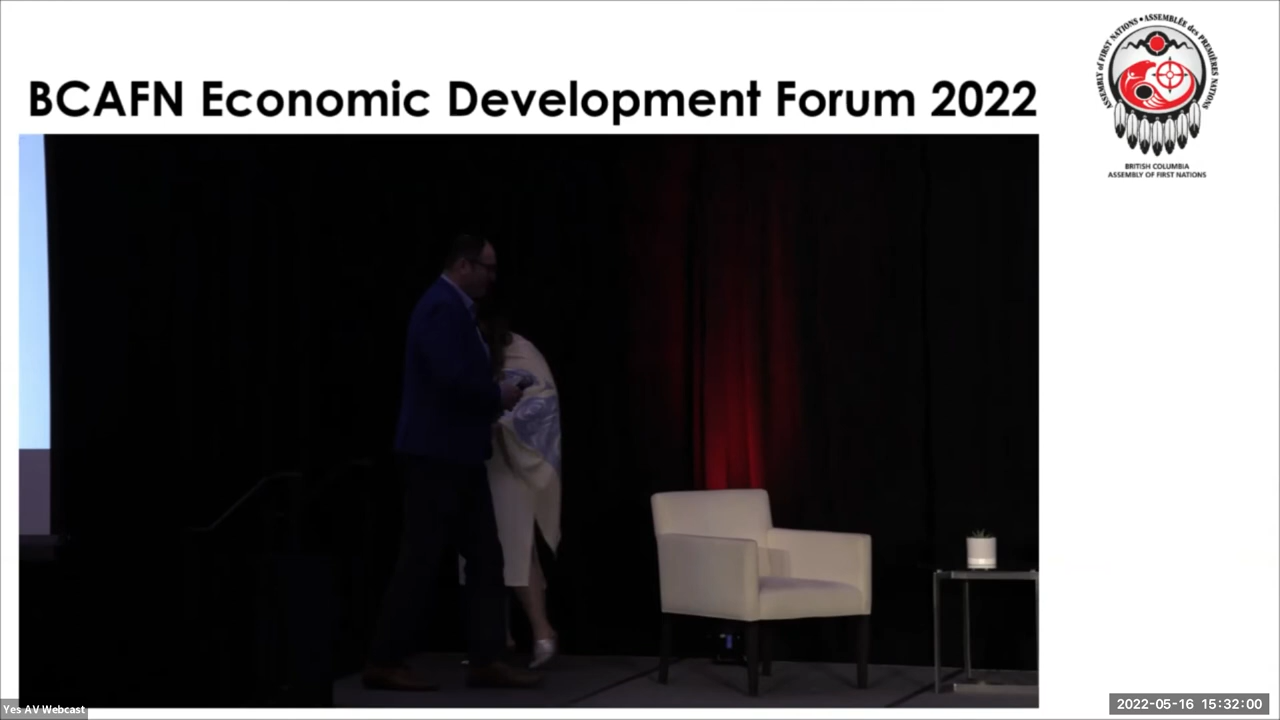 BCAFN Economic Development Forum 2022
ASSEMBLY of FIRST NATIONS • ASSEMBLÉE des PREMIÈRES NATIONS
BRITISH COLUMBIA
ASSEMBLY OF FIRST NATIONS
Yes AV Webcast
2022-05-16 15:32:00